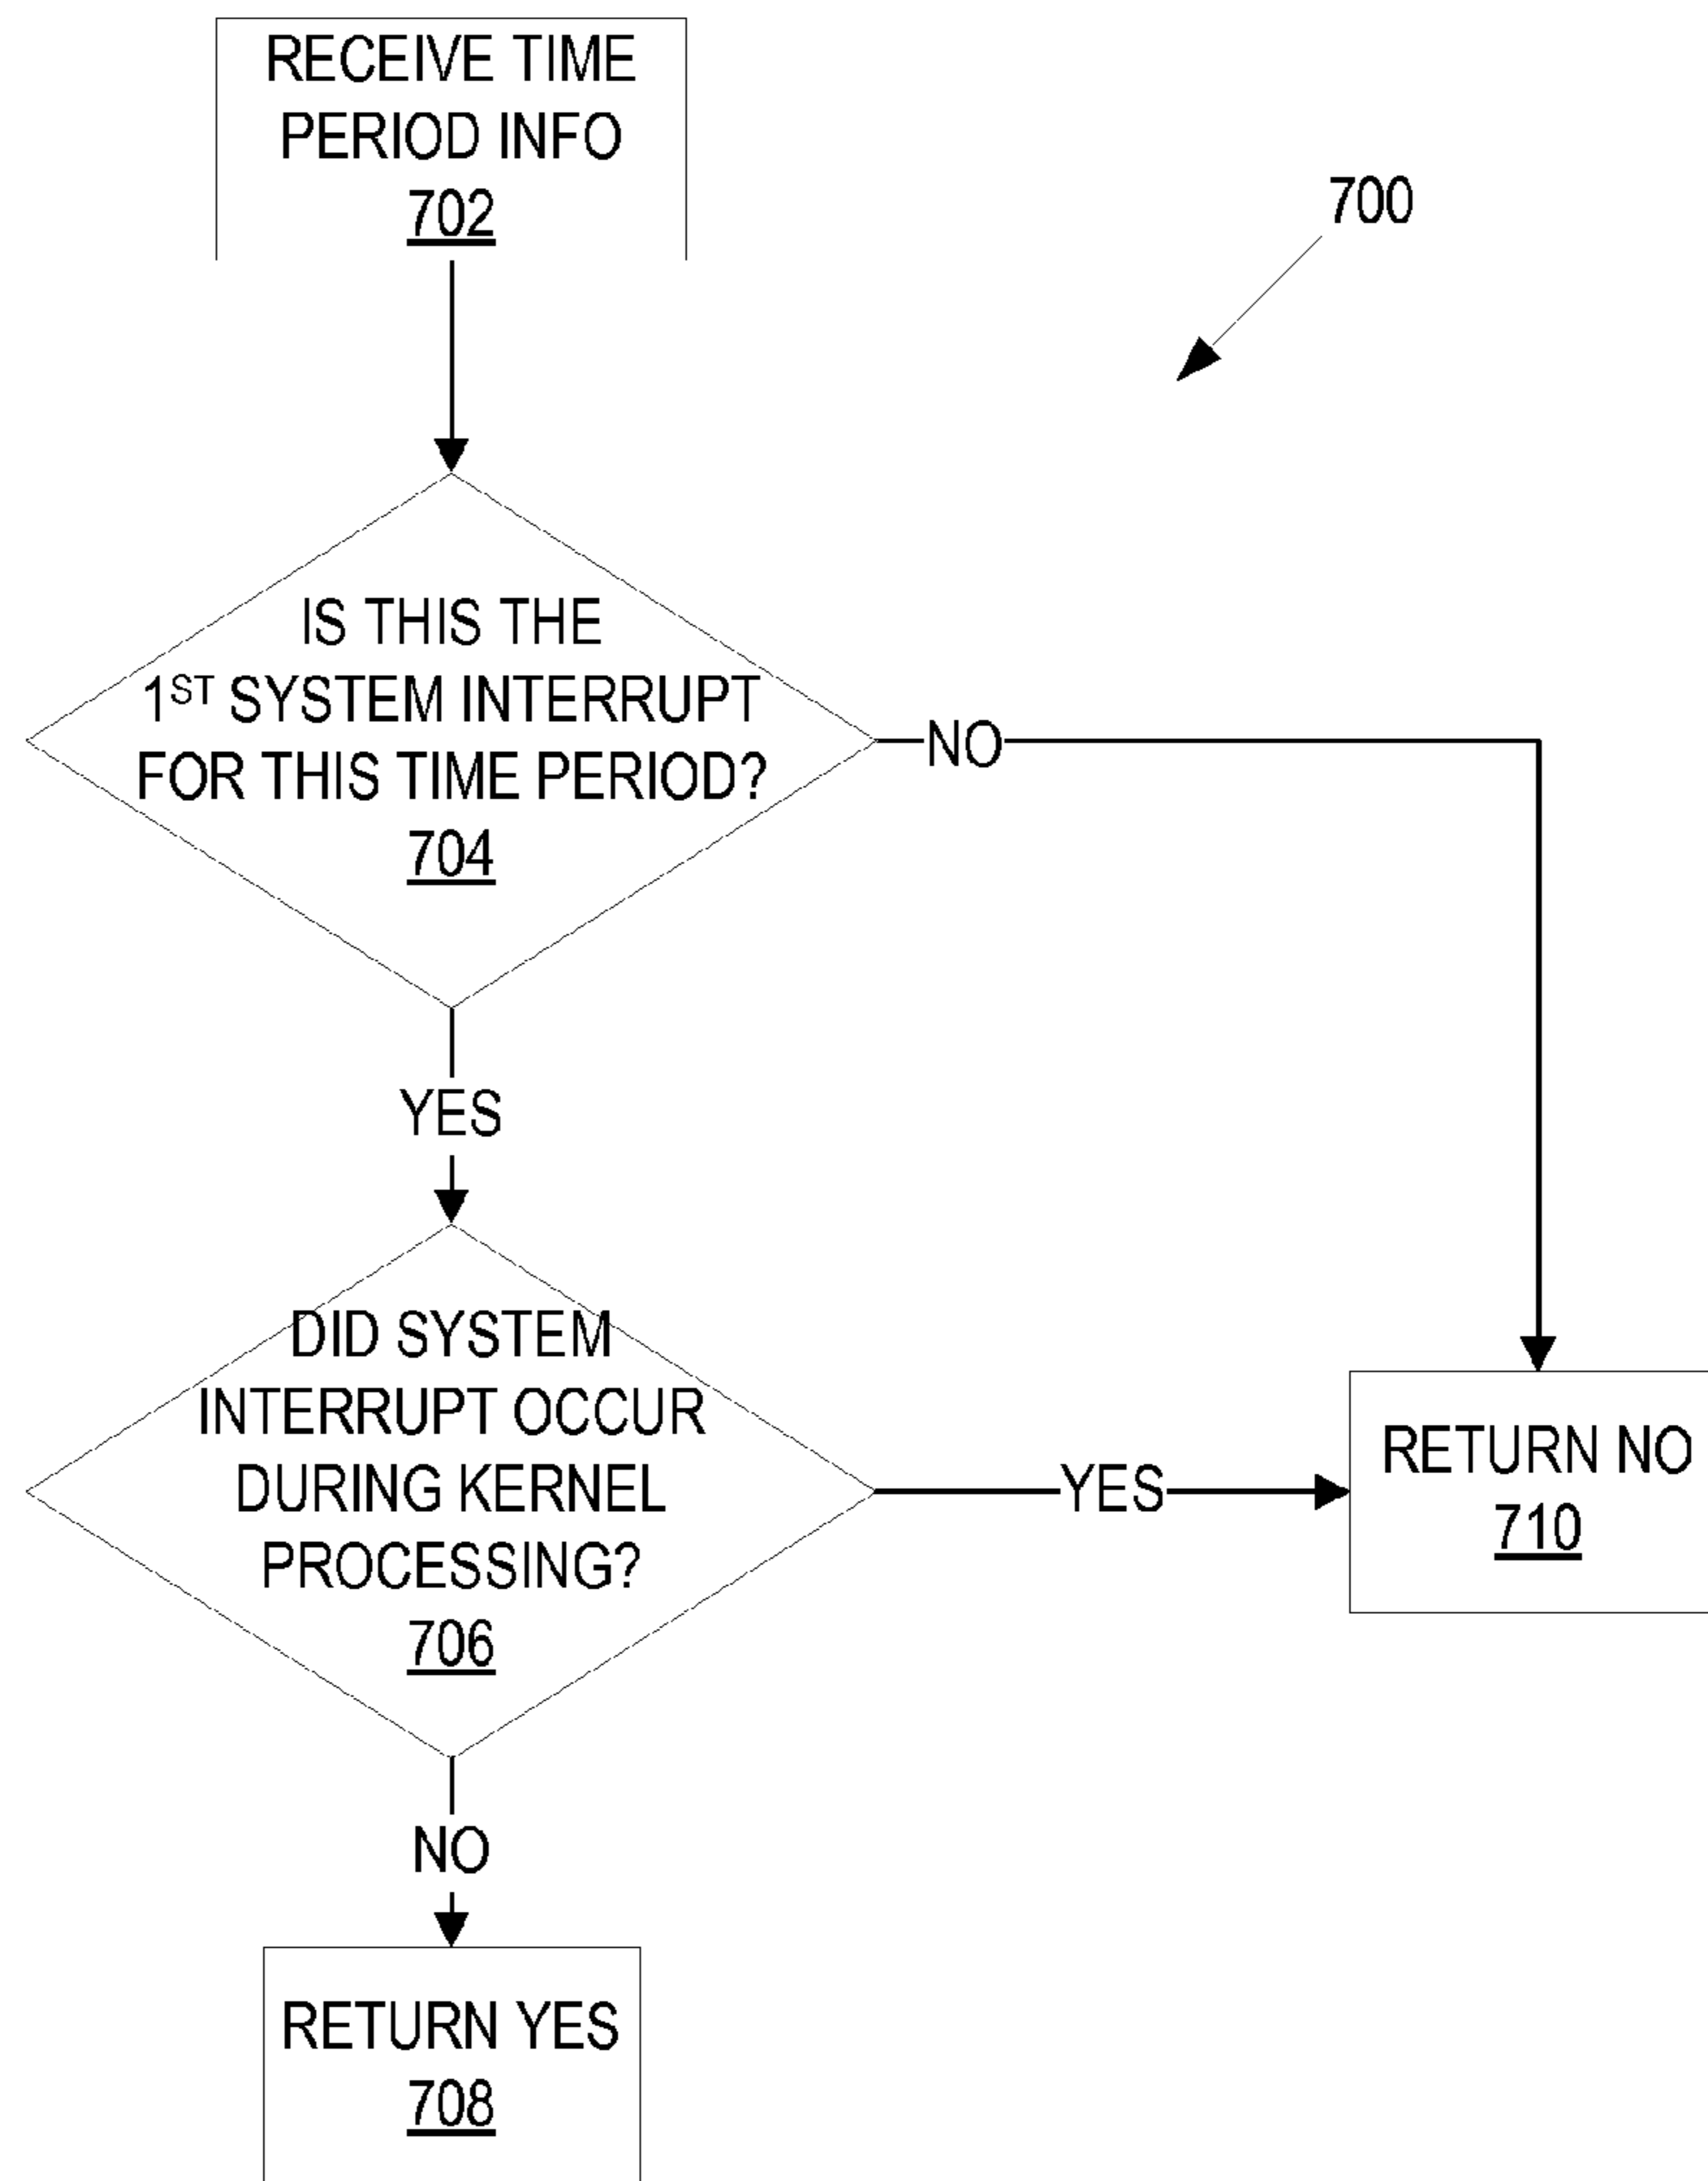 RECEIVE TIME
PERIOD INFO
702
700
IS THIS THE
1ST SYSTEM INTERRUPT
FOR THIS TIME PERIOD?
704
NO
YES
DID SYSTEM
INTERRUPT OCCUR
DURING KERNEL
PROCESSING?
706
YES
RETURN NO
710
NO
RETURN YES
708